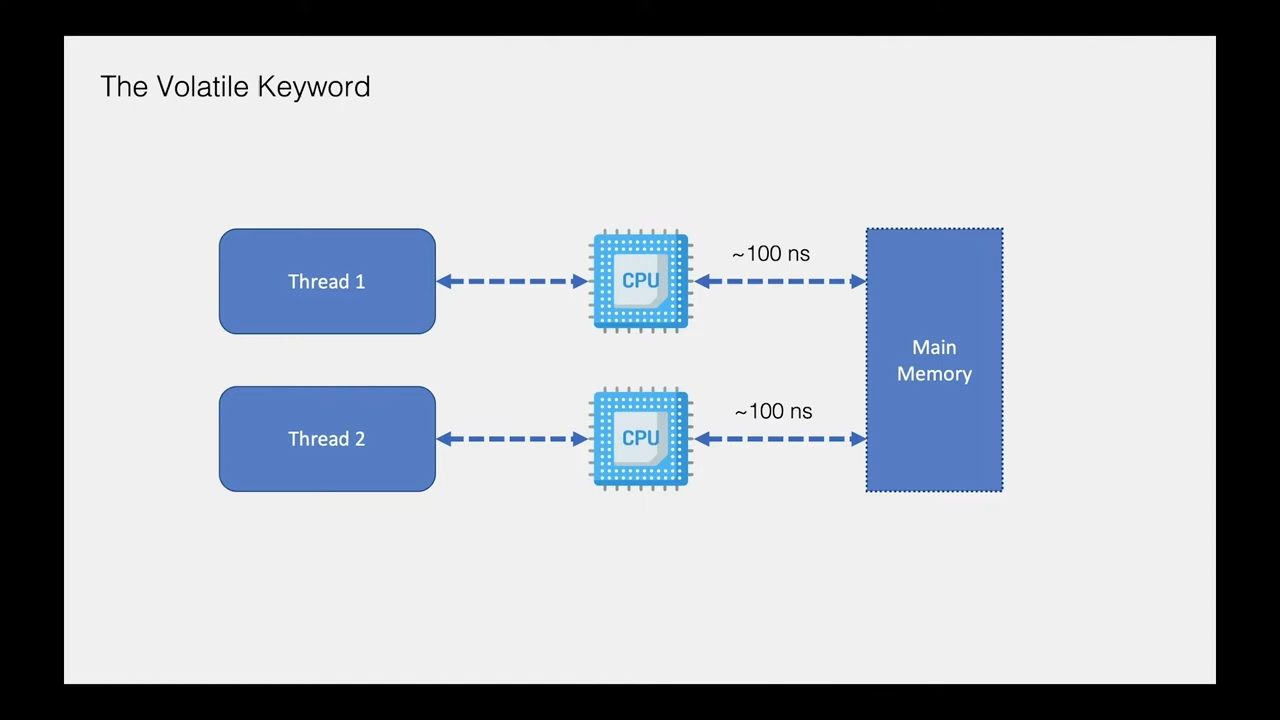 The Volatile Keyword
Thread 1
CPU
~100 ns
Main
Memory
Thread 2
CPU
~100 ns